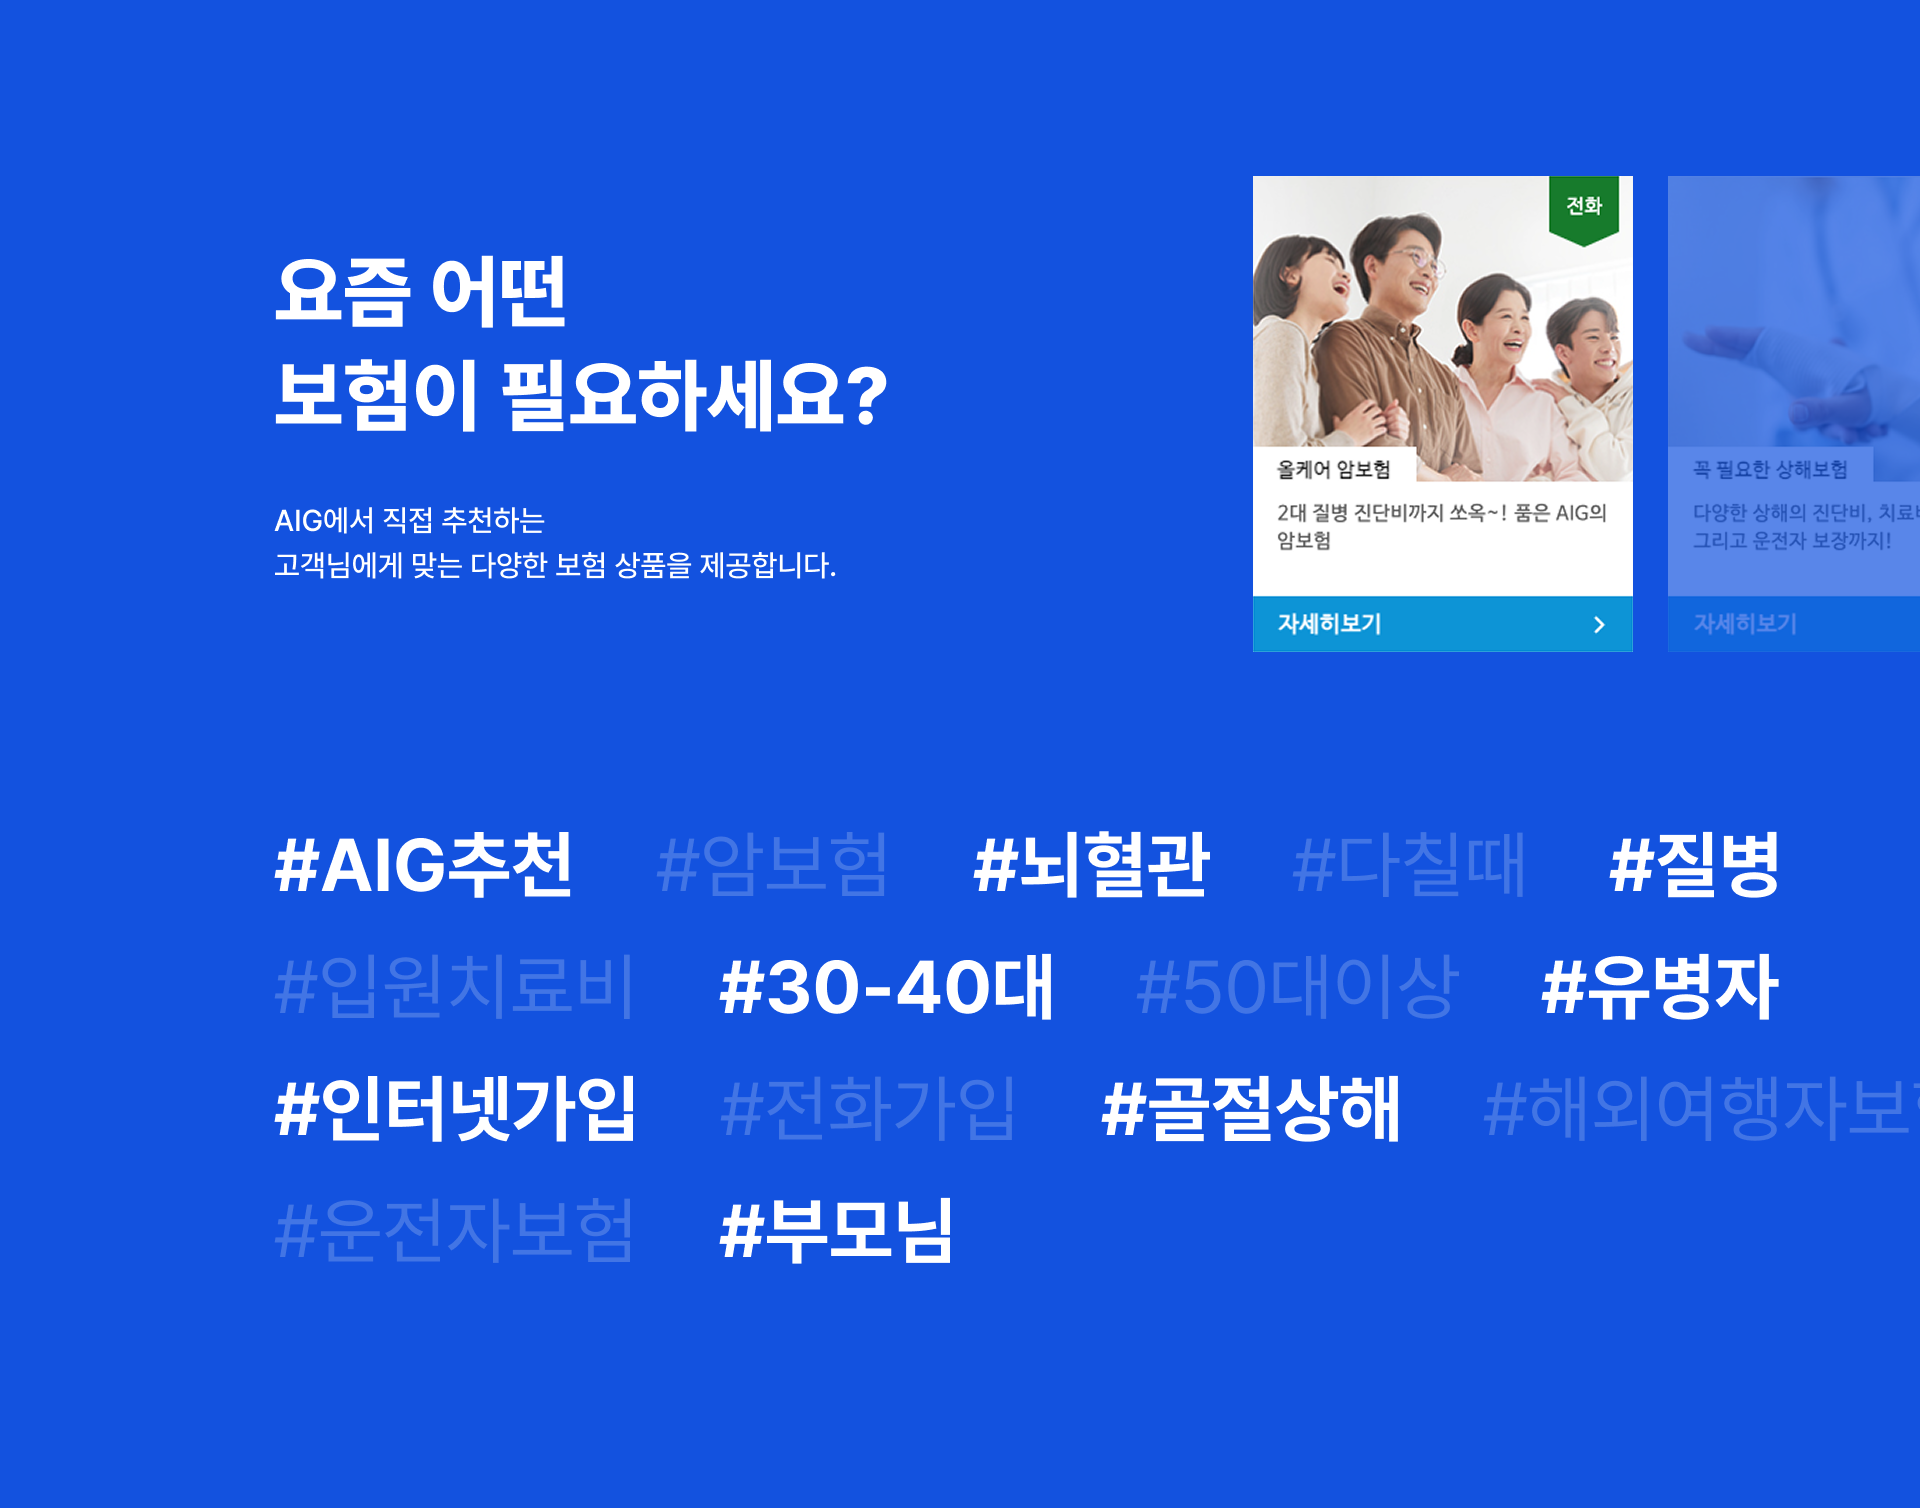 요즘 어떤
보험이 필요하세요?
AIG에서 직접 추천하는
고객님에게 맞는 다양한 보험 상품을 제공합니다.
전화
올케어 암보험
2대 질병 진단비까지 쏘옥~! 품은 AIG의
암보험
자세히보기
꼭 필요한 상해보험
다양한 상해의 진단비, 치료
그리고 운전자 보장까지!
자세히보기
#AIG추천 #암보험 #뇌혈관 #다칠때 #질병
#입원치료비 #30-40대 #50대이상 #유병자
#인터넷가입 #전화가입 #골절상해 #해외여행자보
#운전자보험 #부모님